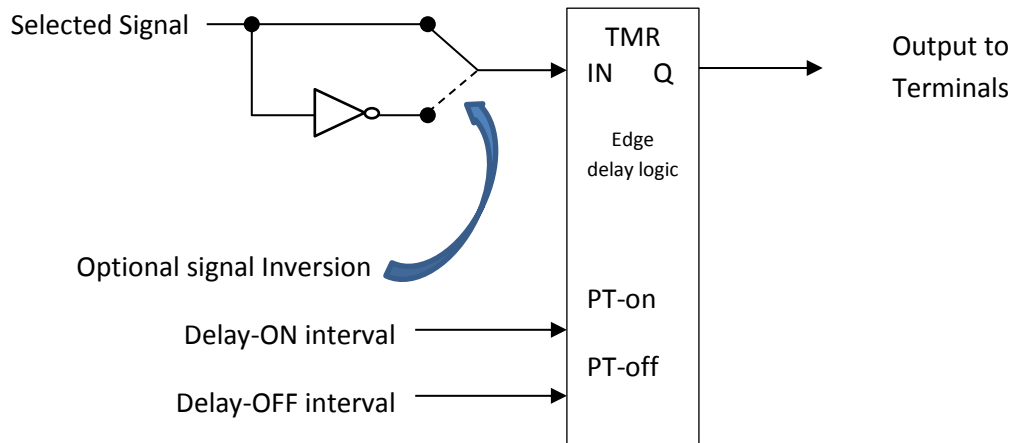 Selected Signal
TMR
IN Q
Output to
Terminals
Edge
delay logic
Optional signal Inversion
PT-on
Delay-ON interval
PT-off
Delay-OFF interval